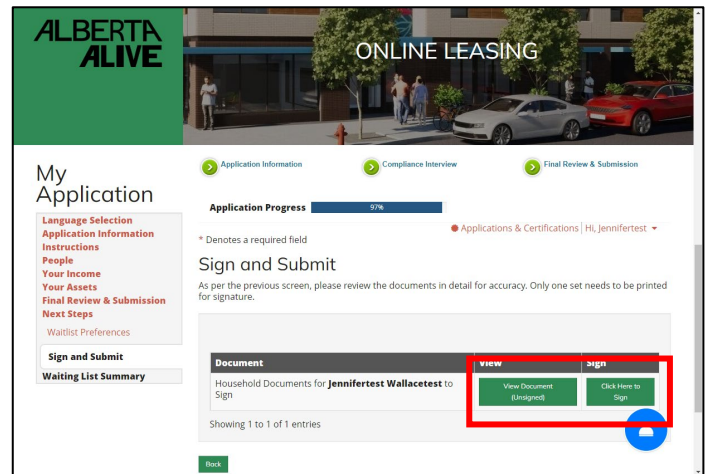 ALBERTA
ALIVE
ONLINE LEASING
My
Application
Application Information
Compliance Interview
Final Review & Submission
Application Progress 97%
Applications & Certifications Hi, Jennifertest
* Denotes a required field
Language Selection
Application Information
Instructions
People
Your Income
Your Assets
Final Review & Submission
Next Steps
Waitlist Preferences
Sign and Submit
Waiting List Summary
Sign and Submit
As per the previous screen, please review the documents in detail for accuracy. Only one set needs to be printed
for signature.
Document View Sign
Household Documents for Jennifertest Wallacetest to
Sign
View Document
(Unsigned)
Click Here to
Sign
Showing 1 to 1 of 1 entries
Back